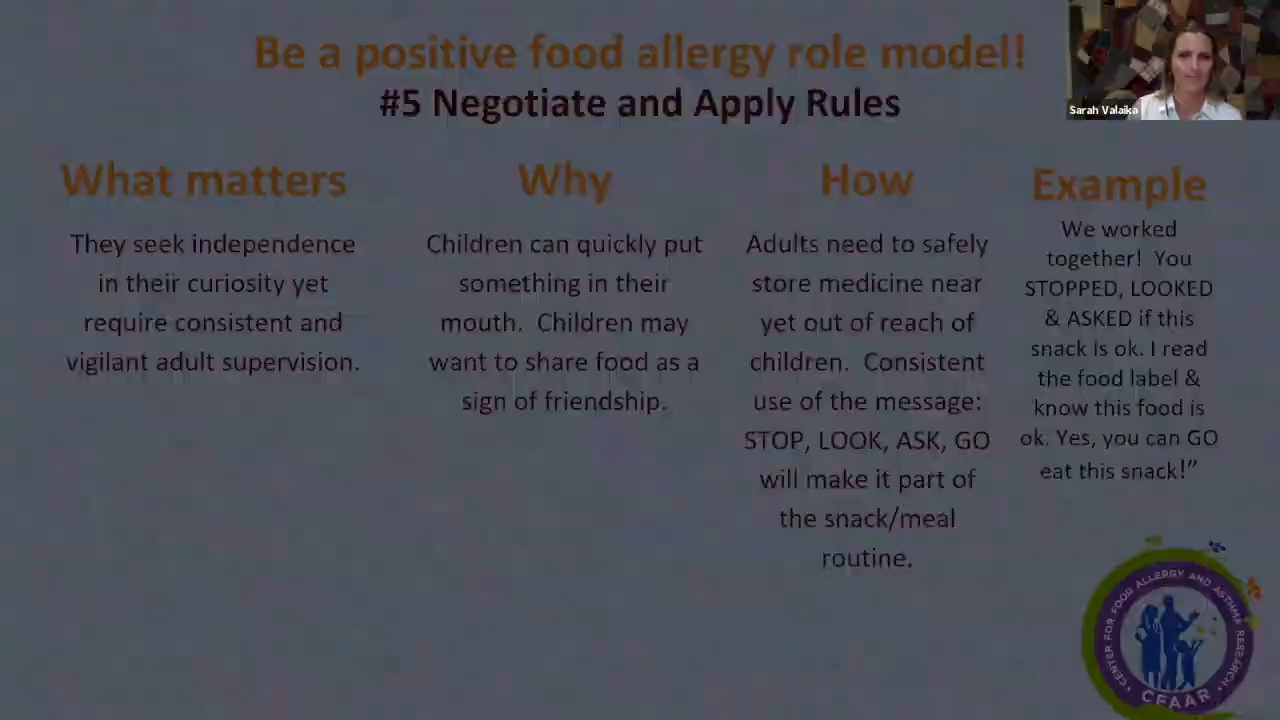 Be a positive food allergy role model!
#5 Negotiate and Apply Rules
Sarah Valaika
What matters
They seek independence
in their curiosity yet
require consistent and
vigilant adult supervision.
Why
Children can quickly put
something in their
mouth.  Children may
want to share food as a
sign of friendship.
How
Adults need to safely
store medicine near
yet out of reach of
children.  Consistent
use of the message:
STOP, LOOK, ASK, GO
will make it part of
the snack/meal
routine.
Example
We worked
together!  You
STOPPED, LOOKED
& ASKED if this
snack is ok. I read
the food label &
know this food is
ok. Yes, you can GO
eat this snack!”
CENTER FOR FOOD ALLERGY AND ASTHMA RESEARCH
CFAAR